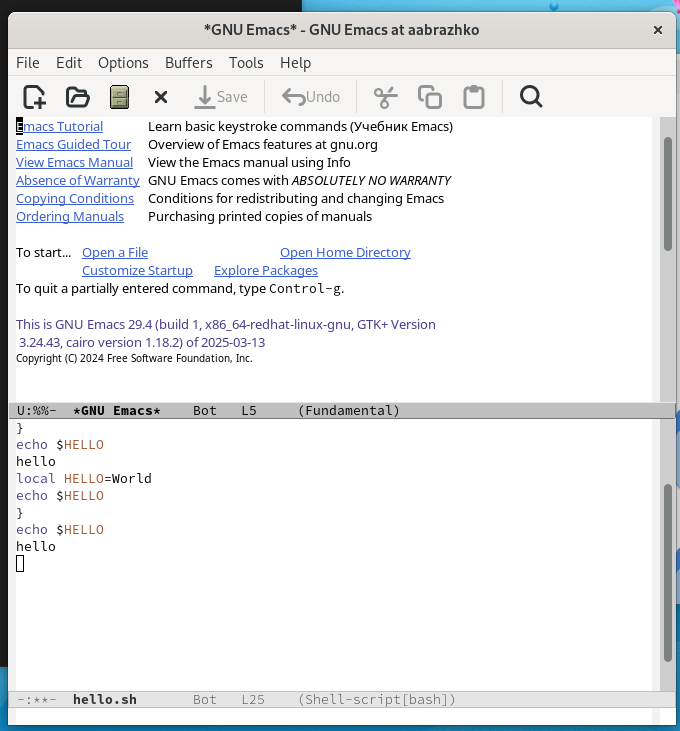 *GNU Emacs* - GNU Emacs at aabrazhko
File Edit Options Buffers Tools Help
Save Undo
Emacs Tutorial Learn basic keystroke commands (Учебник Emacs)
Emacs Guided Tour Overview of Emacs features at gnu.org
View Emacs Manual View the Emacs manual using Info
Absence of Warranty GNU Emacs comes with ABSOLUTELY NO WARRANTY
Copying Conditions Conditions for redistributing and changing Emacs
Ordering Manuals Purchasing printed copies of manuals
To start... Open a File Open Home Directory
Customize Startup Explore Packages
To quit a partially entered command, type Control-g.
This is GNU Emacs 29.4 (build 1, x86_64-redhat-linux-gnu, GTK+ Version
3.24.43, cairo version 1.18.2) of 2025-03-13
Copyright (C) 2024 Free Software Foundation, Inc.
U:%%- *GNU Emacs* Bot L5 (Fundamental)
}
echo $HELLO
hello
local HELLO=World
echo $HELLO
}
echo $HELLO
hello
-:**- hello.sh Bot L25 (Shell-script[bash])